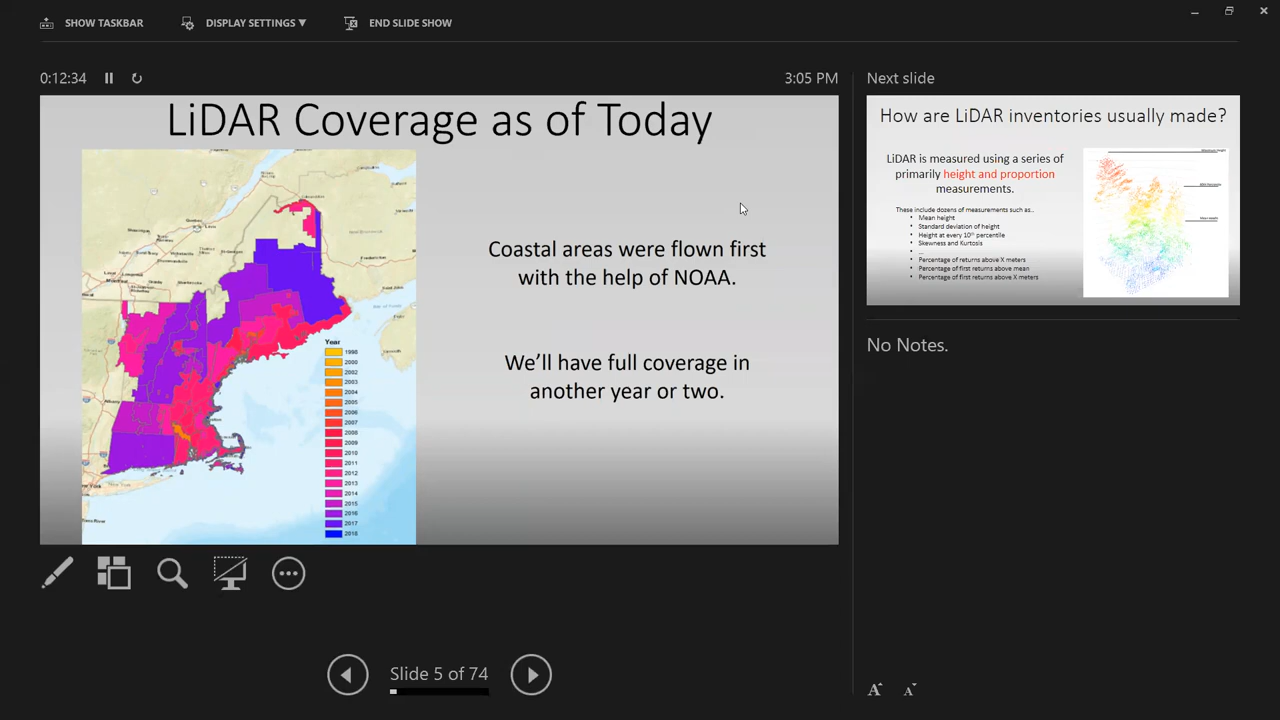 SHOW TASKBAR
DISPLAY SETTINGS ▼
END SLIDE SHOW
0:12:34
3:05 PM
LiDAR Coverage as of Today
Coastal areas were flown first
with the help of NOAA.
We'll have full coverage in
another year or two.
Year
1998
2000
2002
2003
2004
2005
2006
2007
2008
2009
2010
2011
2012
2013
2014
2015
2016
2017
2018
Slide 5 of 74
Next slide
How are LiDAR inventories usually made?
LiDAR is measured using a series of
primarily height and proportion
measurements.
These include dozens of measurements such as..
• Mean height
• Standard deviation of height
• Height at every 10th percentile
• Skewness and Kurtosis
• Percentage of returns above X meters
• Percentage of first returns above mean
• Percentage of first returns above X meters
No Notes.
A A